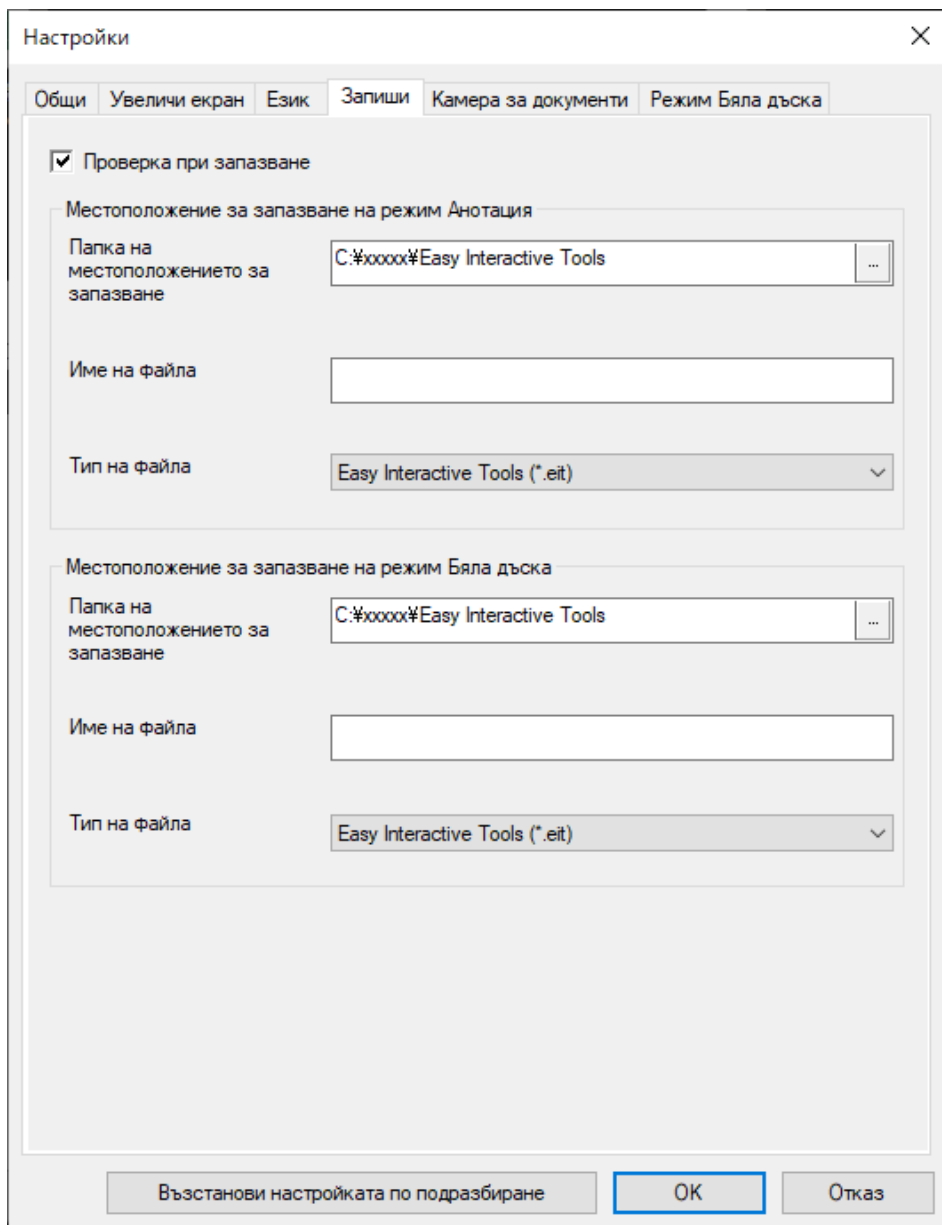 Настройки
Общи Увеличи екран Език Запиши Камера за документи Режим Бяла дъска
Проверка при запазване
Местоположение за запазване на режим Анотация
Папка на
местоположението за
запазване
C:¥xxxxx¥Easy Interactive Tools
...
Име на файла
Тип на файла
Easy Interactive Tools (*.eit)
Местоположение за запазване на режим Бяла дъска
Папка на
местоположението за
запазване
C:¥xxxxx¥Easy Interactive Tools
...
Име на файла
Тип на файла
Easy Interactive Tools (*.eit)
Възстанови настройката по подразбиране OK Отказ